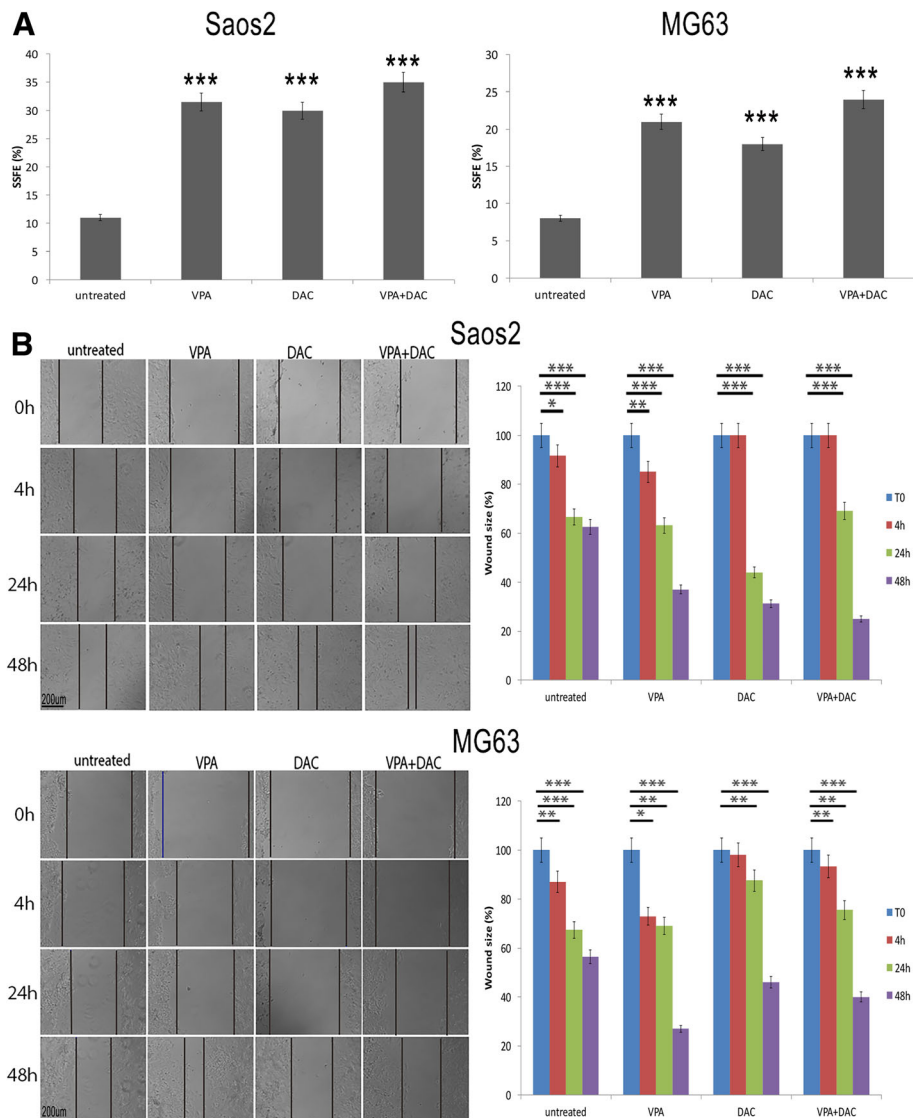 A
Saos2
MG63
SSFE (%)
40
35
30
25
20
15
10
5
0
***
***
***
untreated
VPA
DAC
VPA+DAC
SSFE (%)
30
25
20
15
10
5
0
***
***
***
untreated
VPA
DAC
VPA+DAC
B
Saos2
untreated
VPA
DAC
VPA+DAC
0h
4h
24h
48h
200um
Wound size (%)
120
100
80
60
40
20
0
***
***
*
***
***
**
***
***
***
***
untreated
VPA
DAC
VPA+DAC
T0
4h
24h
48h
MG63
untreated
VPA
DAC
VPA+DAC
0h
4h
24h
48h
200um
Wound size (%)
120
100
80
60
40
20
0
***
***
**
***
**
*
***
**
***
**
**
untreated
VPA
DAC
VPA+DAC
T0
4h
24h
48h